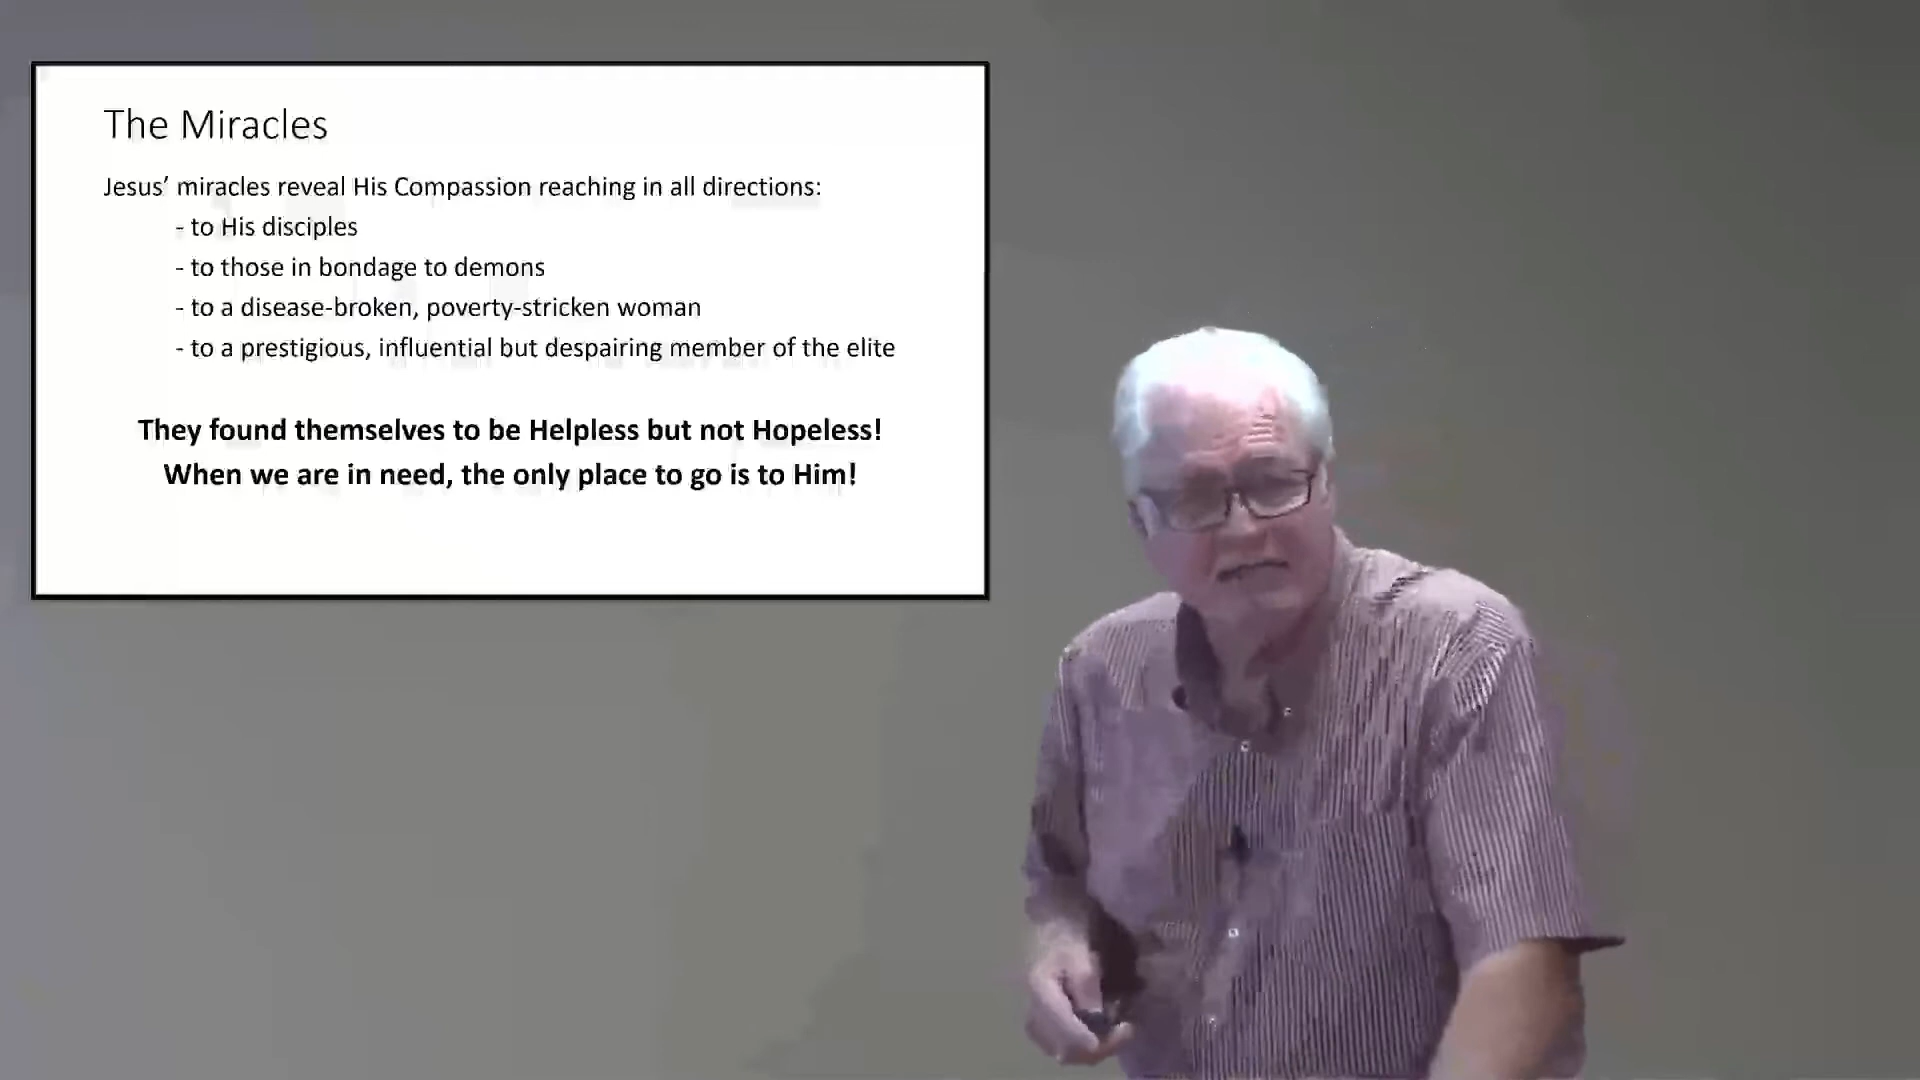 The Miracles
Jesus’ miracles reveal His Compassion reaching in all directions:
- to His disciples
- to those in bondage to demons
- to a disease-broken, poverty-stricken woman
- to a prestigious, influential but despairing member of the elite
They found themselves to be Helpless but not Hopeless!
When we are in need, the only place to go is to Him!